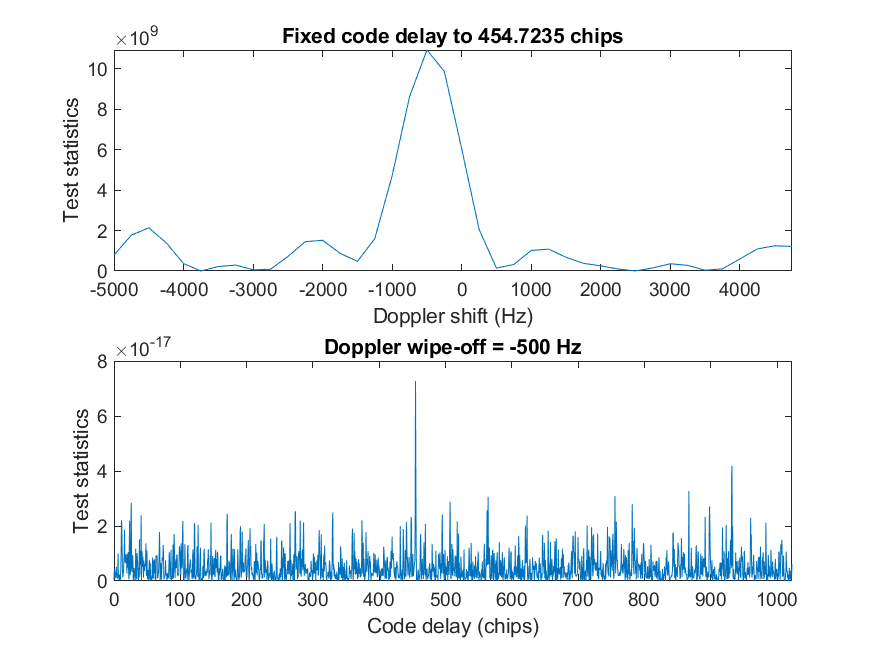 Fixed code delay to 454.7235 chips
×10^9
10
8
6
4
2
0
Test statistics
-5000 -4000 -3000 -2000 -1000 0 1000 2000 3000 4000
Doppler shift (Hz)
Doppler wipe-off = -500 Hz
×10^-17
8
6
4
2
0
Test statistics
0 100 200 300 400 500 600 700 800 900 1000
Code delay (chips)